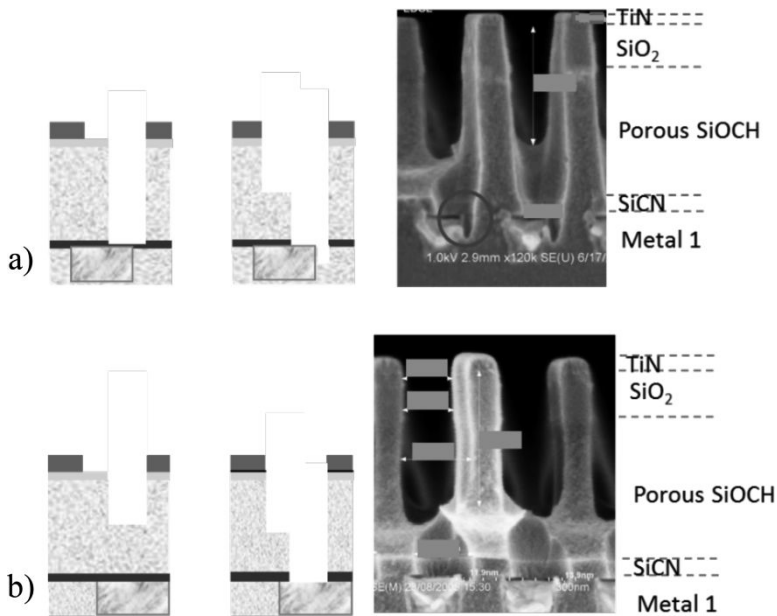 TiN
SiO₂
Porous SiOCH
SiCN
Metal 1
a)
1.0kV 2.9mm x120k SE(U) 6/17/
TiN
SiO₂
Porous SiOCH
SiCN
Metal 1
b)